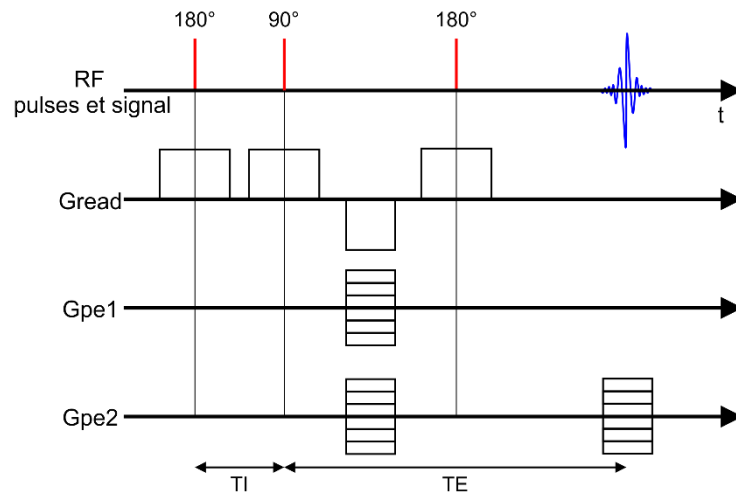 180° 90° 180°
RF
pulses et signal
t
Gread
Gpe1
Gpe2
TI TE